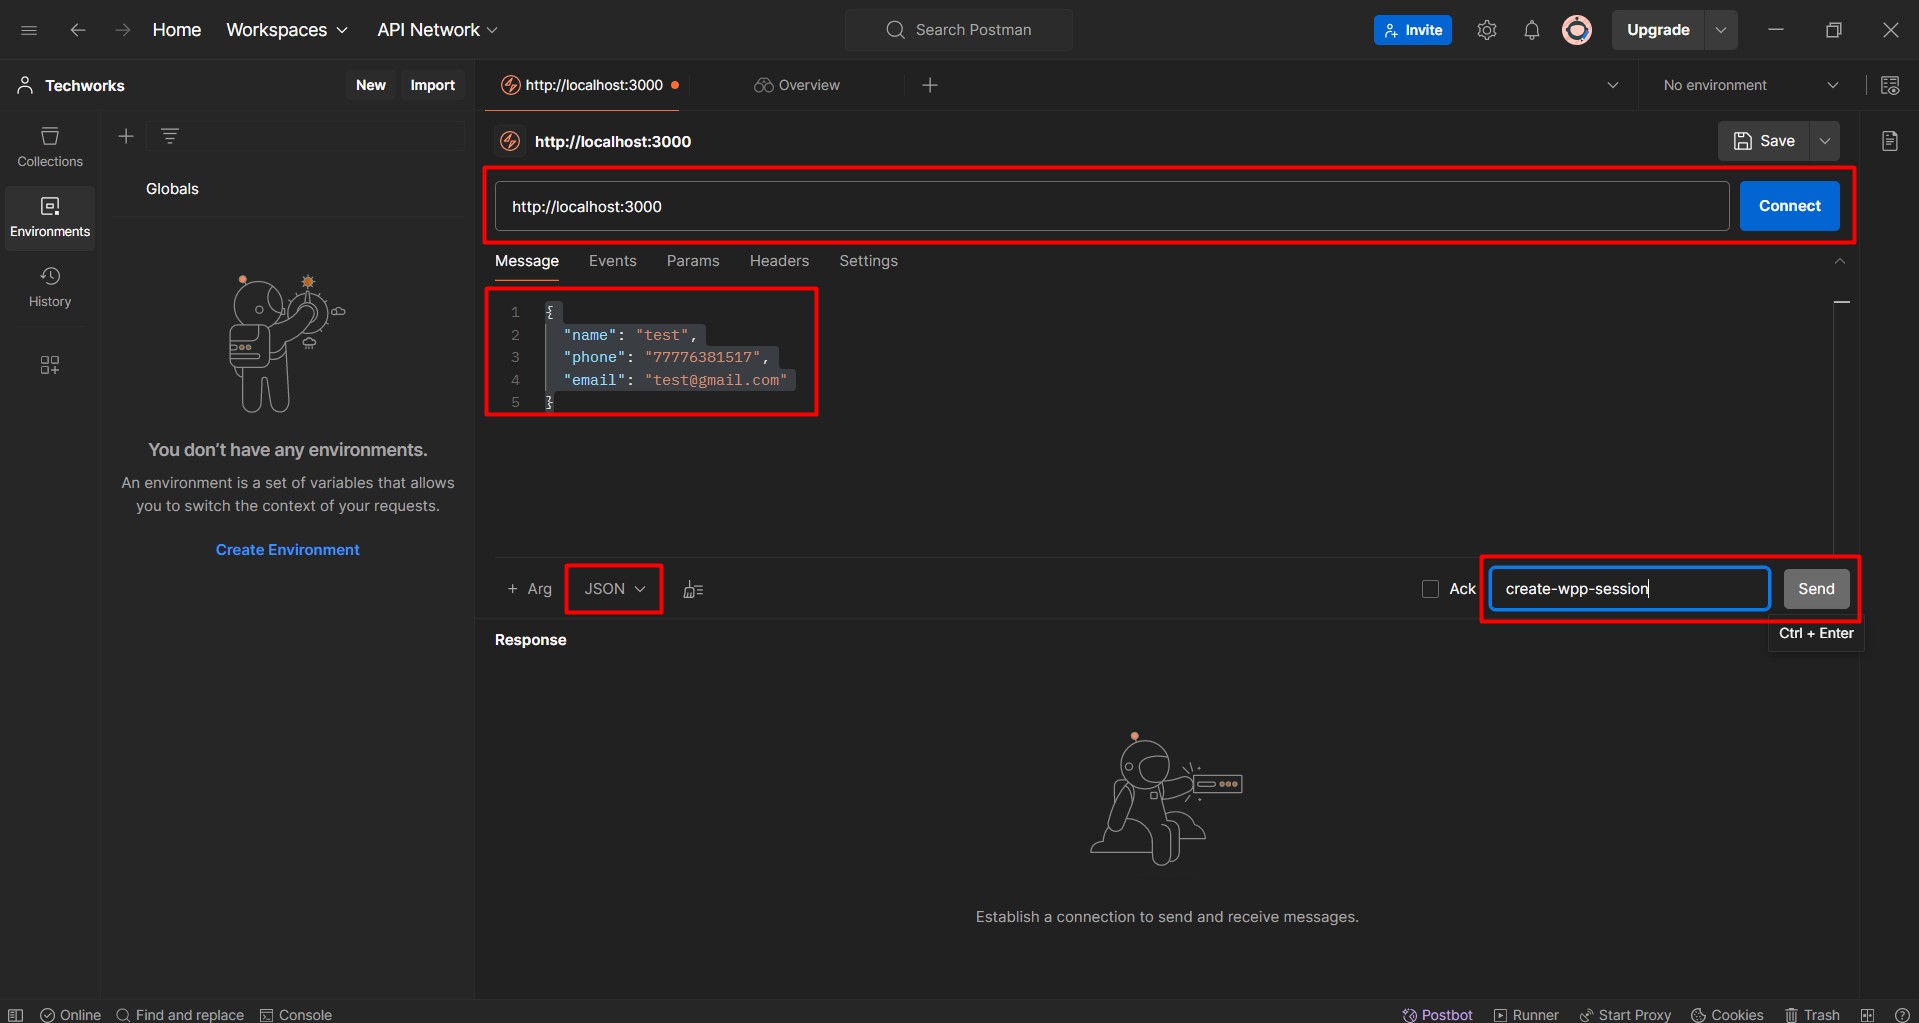 Home Workspaces API Network Search Postman Invite Upgrade
Techworks New Import http://localhost:3000 Overview No environment
Collections
Environments
History
Globals
You don’t have any environments.
An environment is a set of variables that allows
you to switch the context of your requests.
Create Environment
http://localhost:3000 Save
http://localhost:3000 Connect
Message Events Params Headers Settings
1 {
2 "name": "test",
3 "phone": "77776381517",
4 "email": "test@gmail.com"
5 }
+ Arg JSON Ack create-wpp-session Send
Ctrl + Enter
Response
Establish a connection to send and receive messages.
Online Find and replace Console Postbot Runner Start Proxy Cookies Trash